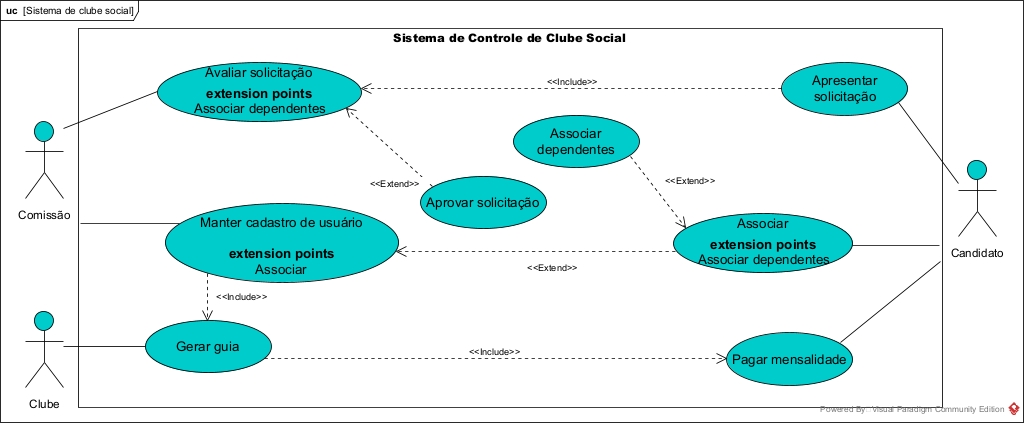 uc [Sistema de clube social]
Sistema de Controle de Clube Social
Avaliar solicitação
extension points
Associar dependentes
<<Include>>
Apresentar
solicitação
Associar
dependentes
<<Extend>>
<<Extend>>
Aprovar solicitação
Comissão
Manter cadastro de usuário
extension points
Associar
Associar
extension points
Associar dependentes
Candidato
<<Extend>>
<<Include>>
Gerar guia
<<Include>>
Pagar mensalidade
Clube
Powered By: Visual Paradigm Community Edition